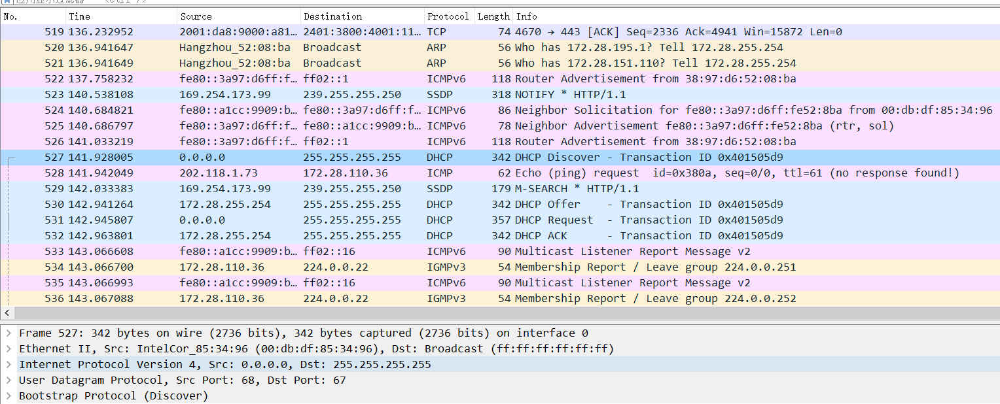 No. Time Source Destination Protocol Length Info
519 136.232952 2001:da8:9000:a81… 2401:3800:4001:11… TCP 74 4670 → 443 [ACK] Seq=2336 Ack=4941 Win=15872 Len=0
520 136.941647 Hangzhou_52:08:ba Broadcast ARP 56 Who has 172.28.195.1? Tell 172.28.255.254
521 136.941649 Hangzhou_52:08:ba Broadcast ARP 56 Who has 172.28.151.110? Tell 172.28.255.254
522 137.758232 fe80::3a97:d6ff:f… ff02::1 ICMPv6 118 Router Advertisement from 38:97:d6:52:08:ba
523 140.538108 169.254.173.99 239.255.255.250 SSDP 318 NOTIFY * HTTP/1.1
524 140.684821 fe80::a1cc:9909:b… fe80::3a97:d6ff:f… ICMPv6 86 Neighbor Solicitation for fe80::3a97:d6ff:fe52:8ba from 00:db:df:85:34:96
525 140.686797 fe80::3a97:d6ff:f… fe80::a1cc:9909:b… ICMPv6 78 Neighbor Advertisement fe80::3a97:d6ff:fe52:8ba (rtr, sol)
526 141.033219 fe80::3a97:d6ff:f… ff02::1 ICMPv6 118 Router Advertisement from 38:97:d6:52:08:ba
527 141.928005 0.0.0.0 255.255.255.255 DHCP 342 DHCP Discover - Transaction ID 0x401505d9
528 141.942049 202.118.1.73 172.28.110.36 ICMP 62 Echo (ping) request id=0x380a, seq=0/0, ttl=61 (no response found!)
529 142.033383 169.254.173.99 239.255.255.250 SSDP 179 M-SEARCH * HTTP/1.1
530 142.941264 172.28.255.254 255.255.255.255 DHCP 342 DHCP Offer - Transaction ID 0x401505d9
531 142.945807 0.0.0.0 255.255.255.255 DHCP 357 DHCP Request - Transaction ID 0x401505d9
532 142.963801 172.28.255.254 255.255.255.255 DHCP 342 DHCP ACK - Transaction ID 0x401505d9
533 143.066608 fe80::a1cc:9909:b… ff02::16 ICMPv6 90 Multicast Listener Report Message v2
534 143.066700 172.28.110.36 224.0.0.22 IGMPv3 54 Membership Report / Leave group 224.0.0.251
535 143.066993 fe80::a1cc:9909:b… ff02::16 ICMPv6 90 Multicast Listener Report Message v2
536 143.067088 172.28.110.36 224.0.0.22 IGMPv3 54 Membership Report / Leave group 224.0.0.252
Frame 527: 342 bytes on wire (2736 bits), 342 bytes captured (2736 bits) on interface 0
Ethernet II, Src: IntelCor_85:34:96 (00:db:df:85:34:96), Dst: Broadcast (ff:ff:ff:ff:ff:ff)
Internet Protocol Version 4, Src: 0.0.0.0, Dst: 255.255.255.255
User Datagram Protocol, Src Port: 68, Dst Port: 67
Bootstrap Protocol (Discover)